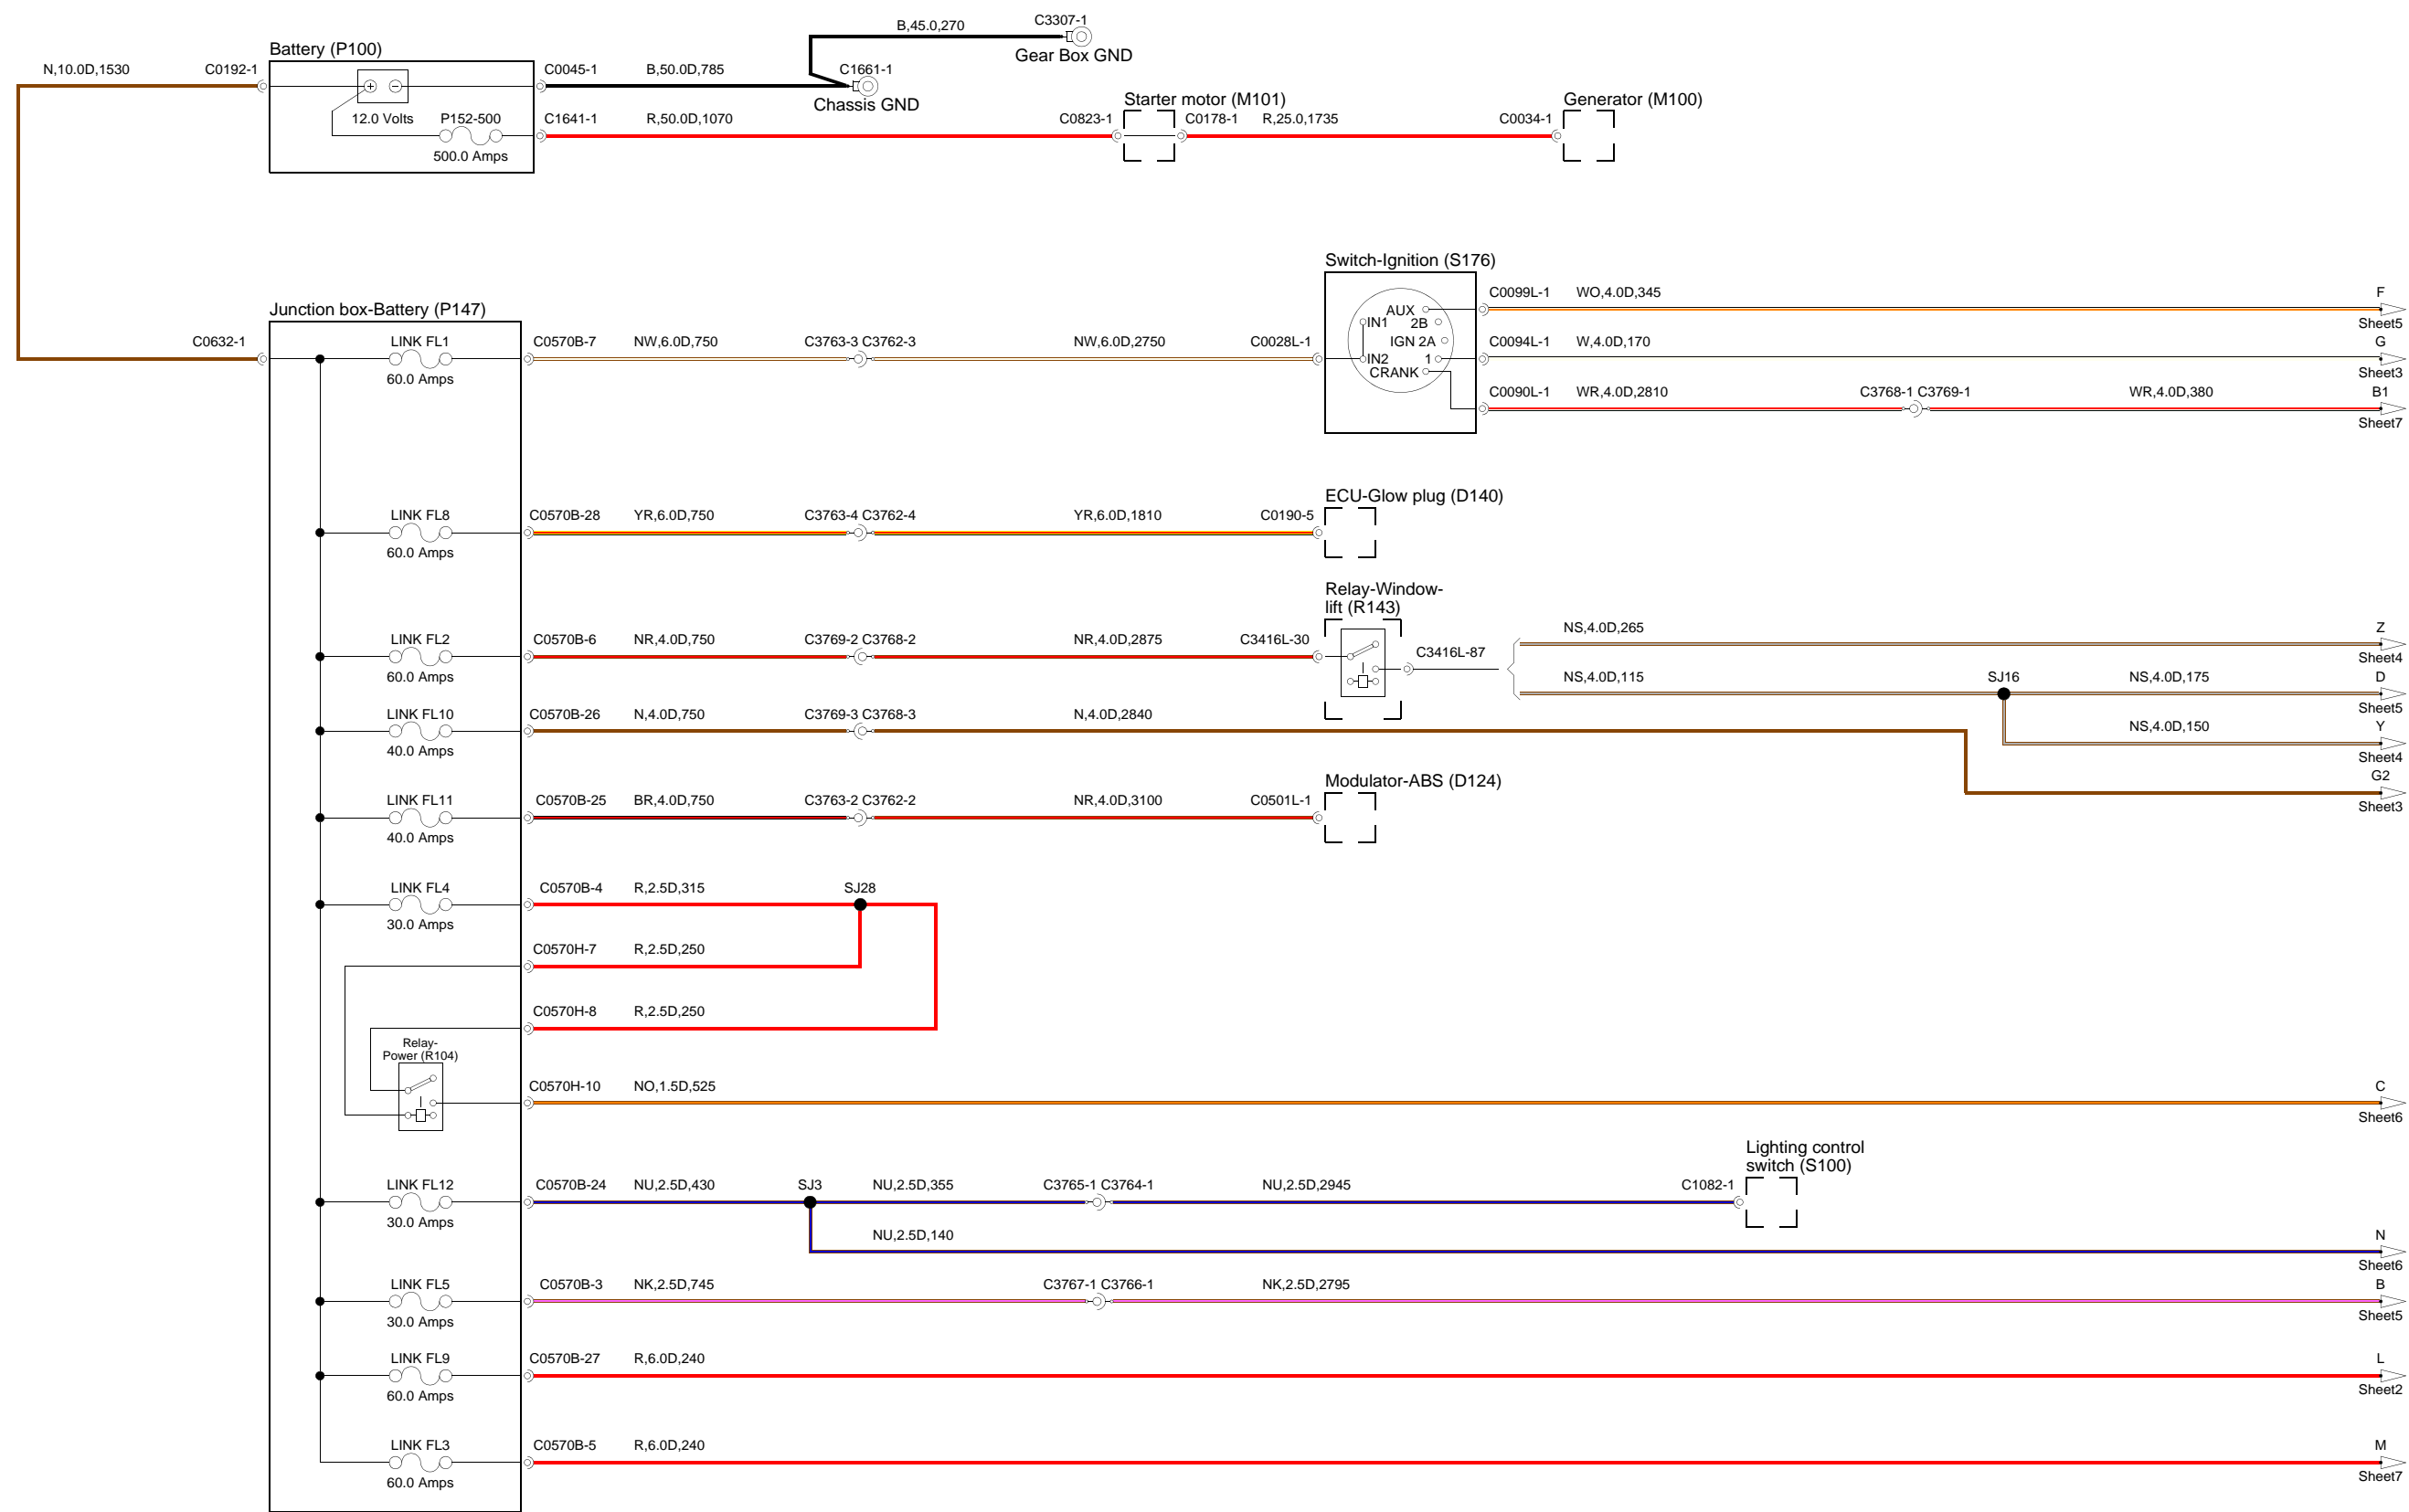 B,45.0,270
C3307-1
Gear Box GND
Battery (P100)
N,10.0D,1530
C0192-1
C0045-1
B,50.0D,785
C1661-1
Chassis GND
12.0 Volts
P152-500
500.0 Amps
C1641-1
R,50.0D,1070
C0823-1
Starter motor (M101)
C0178-1
R,25.0,1735
C0034-1
Generator (M100)
Switch-Ignition (S176)
AUX
IN1
2B
IGN 2A
IN2
1
CRANK
C0099L-1
WO,4.0D,345
F
Sheet5
C0094L-1
W,4.0D,170
G
Sheet3
C0090L-1
WR,4.0D,2810
C3768-1 C3769-1
WR,4.0D,380
B1
Sheet7
Junction box-Battery (P147)
C0632-1
LINK FL1
60.0 Amps
C0570B-7
NW,6.0D,750
C3763-3 C3762-3
NW,6.0D,2750
C0028L-1
LINK FL8
60.0 Amps
C0570B-28
YR,6.0D,750
C3763-4 C3762-4
YR,6.0D,1810
C0190-5
ECU-Glow plug (D140)
Relay-Window-
lift (R143)
LINK FL2
60.0 Amps
C0570B-6
NR,4.0D,750
C3769-2 C3768-2
NR,4.0D,2875
C3416L-30
C3416L-87
NS,4.0D,265
Z
Sheet4
NS,4.0D,115
SJ16
NS,4.0D,175
D
Sheet5
NS,4.0D,150
Y
Sheet4
LINK FL10
40.0 Amps
C0570B-26
N,4.0D,750
C3769-3 C3768-3
N,4.0D,2840
G2
Sheet3
LINK FL11
40.0 Amps
C0570B-25
BR,4.0D,750
C3763-2 C3762-2
NR,4.0D,3100
C0501L-1
Modulator-ABS (D124)
LINK FL4
30.0 Amps
C0570B-4
R,2.5D,315
SJ28
C0570H-7
R,2.5D,250
C0570H-8
R,2.5D,250
Relay-
Power (R104)
C0570H-10
NO,1.5D,525
C
Sheet6
Lighting control
switch (S100)
LINK FL12
30.0 Amps
C0570B-24
NU,2.5D,430
SJ3
NU,2.5D,355
C3765-1 C3764-1
NU,2.5D,2945
C1082-1
NU,2.5D,140
N
Sheet6
LINK FL5
30.0 Amps
C0570B-3
NK,2.5D,745
C3767-1 C3766-1
NK,2.5D,2795
B
Sheet5
LINK FL9
60.0 Amps
C0570B-27
R,6.0D,240
L
Sheet2
LINK FL3
60.0 Amps
C0570B-5
R,6.0D,240
M
Sheet7